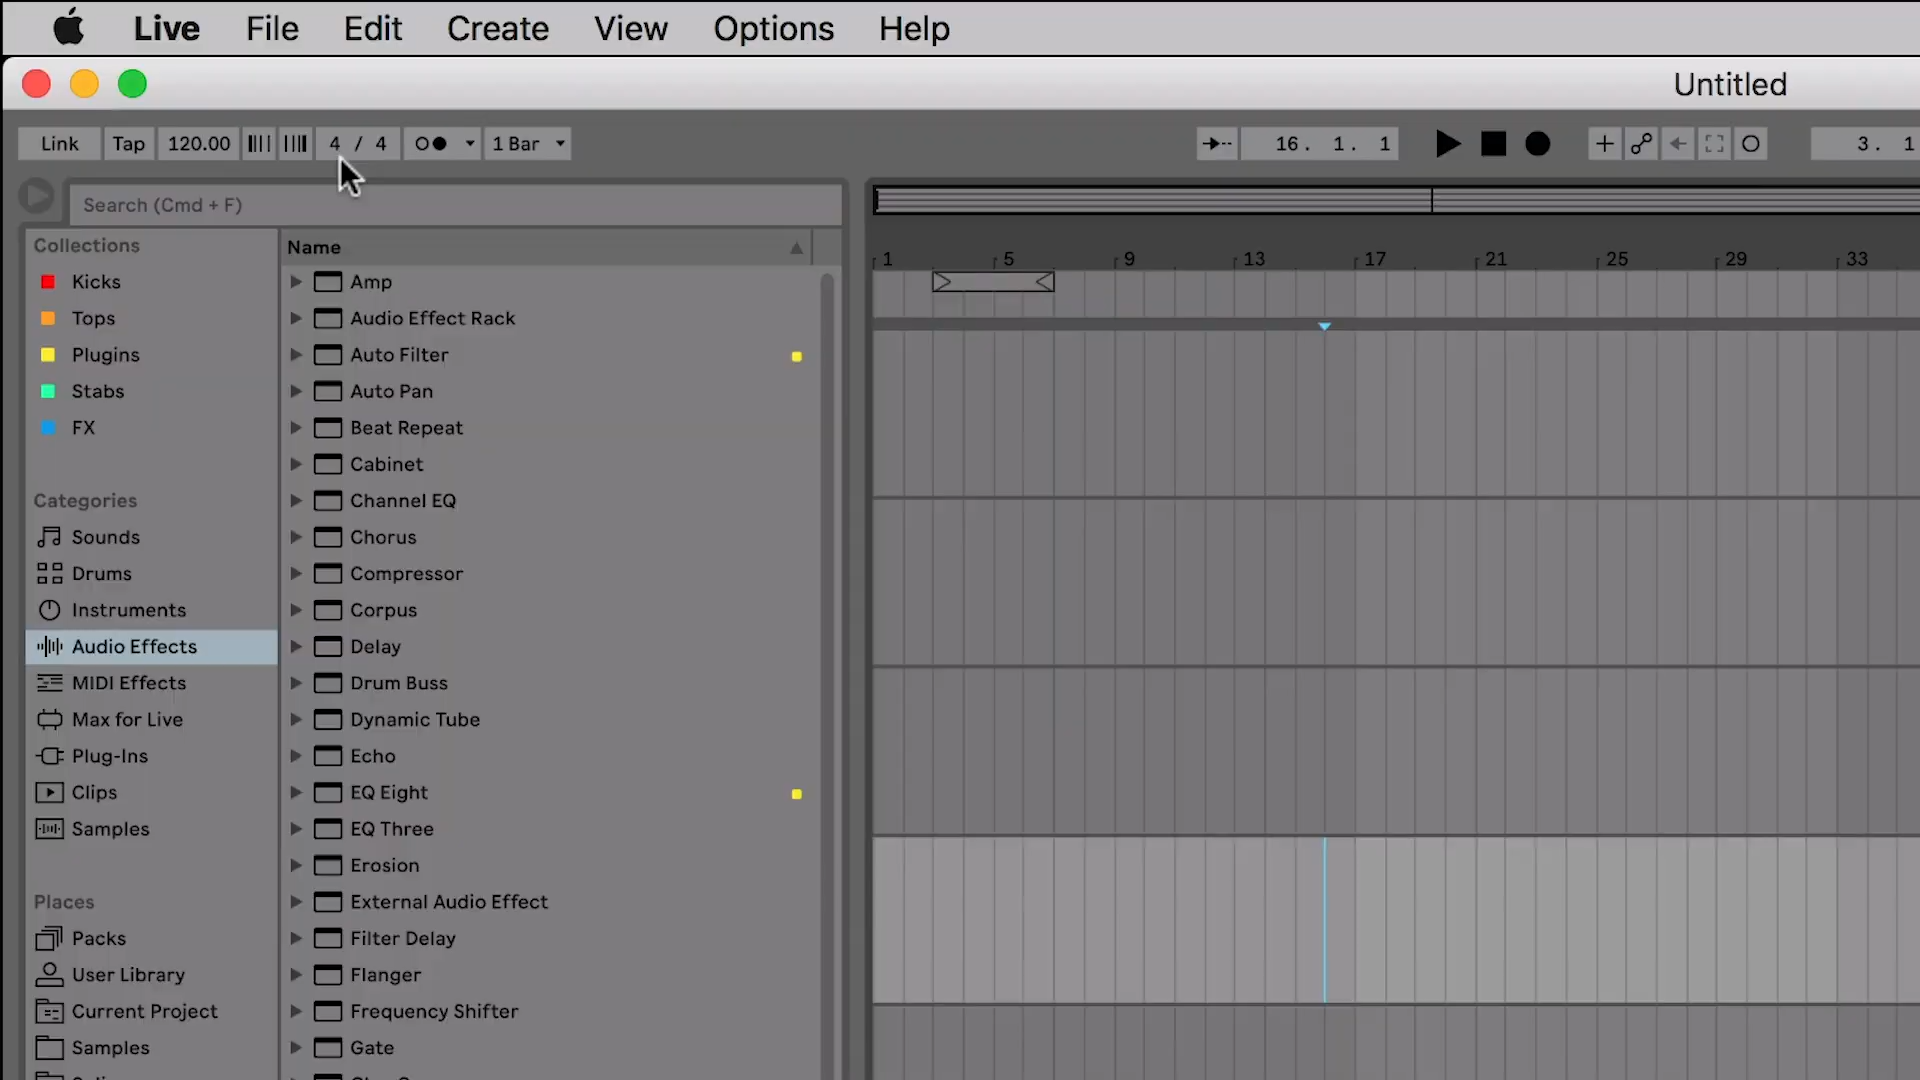 Live File Edit Create View Options Help
Untitled
Link Tap 120.00 4 / 4 1 Bar 16. 1. 1 3. 1
Search (Cmd + F)
Collections
Kicks
Tops
Plugins
Stabs
FX
Categories
Sounds
Drums
Instruments
Audio Effects
MIDI Effects
Max for Live
Plug-Ins
Clips
Samples
Places
Packs
User Library
Current Project
Samples
Name
Amp
Audio Effect Rack
Auto Filter
Auto Pan
Beat Repeat
Cabinet
Channel EQ
Chorus
Compressor
Corpus
Delay
Drum Buss
Dynamic Tube
Echo
EQ Eight
EQ Three
Erosion
External Audio Effect
Filter Delay
Flanger
Frequency Shifter
Gate
1 5 9 13 17 21 25 29 33